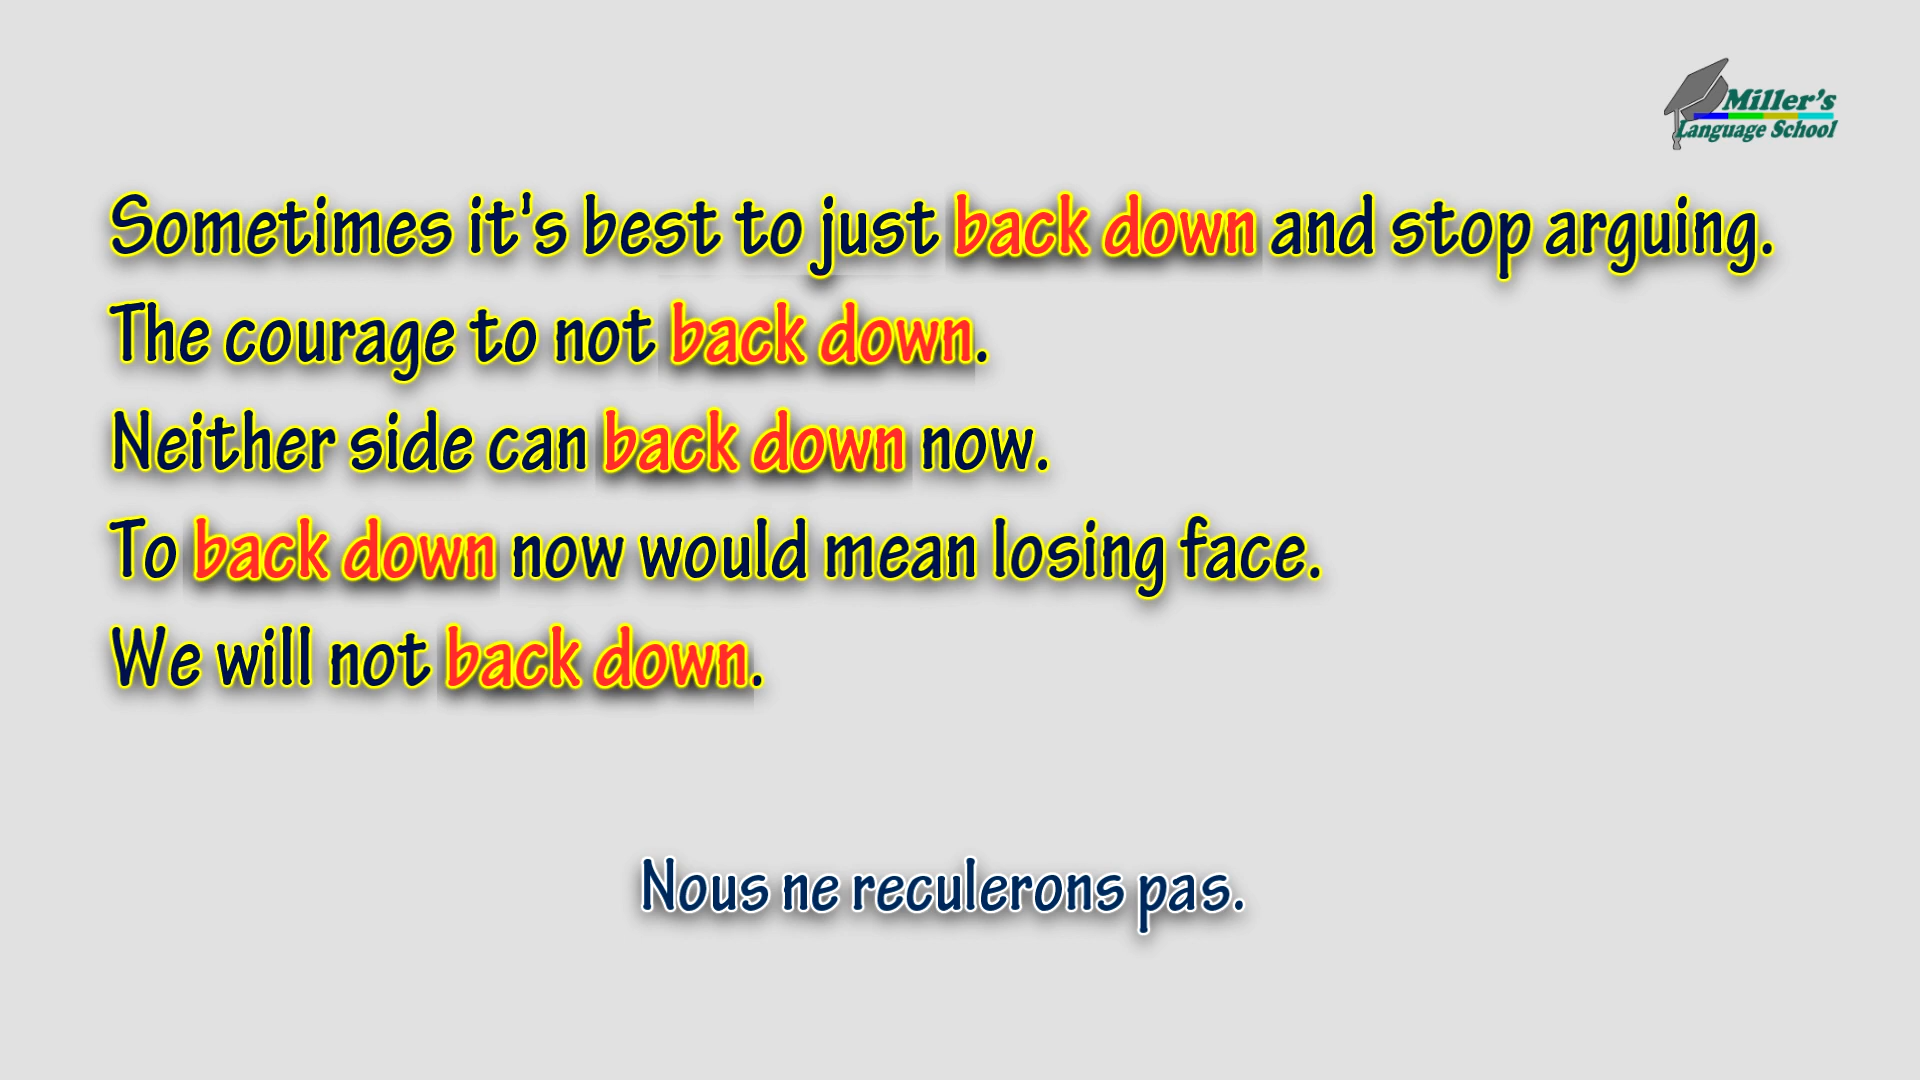 Miller's
Language School
Sometimes it's best to just back down and stop arguing.
The courage to not back down.
Neither side can back down now.
To back down now would mean losing face.
We will not back down.
Nous ne reculerons pas.